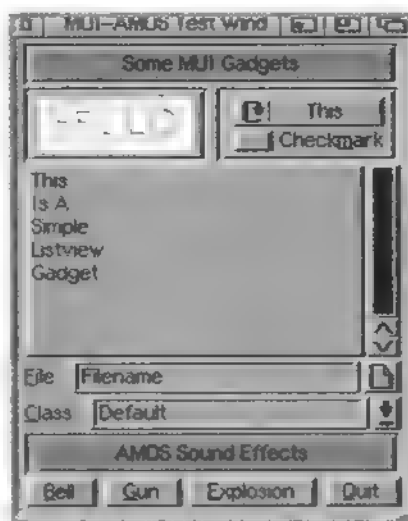 MUI-AMOS Test Wind
Some MUI Gadgets
This
Checkmark
This
Is A
Simple
Listview
Gadget
File Filename
Class Default
AMOS Sound Effects
Bell Gun Explosion Quit